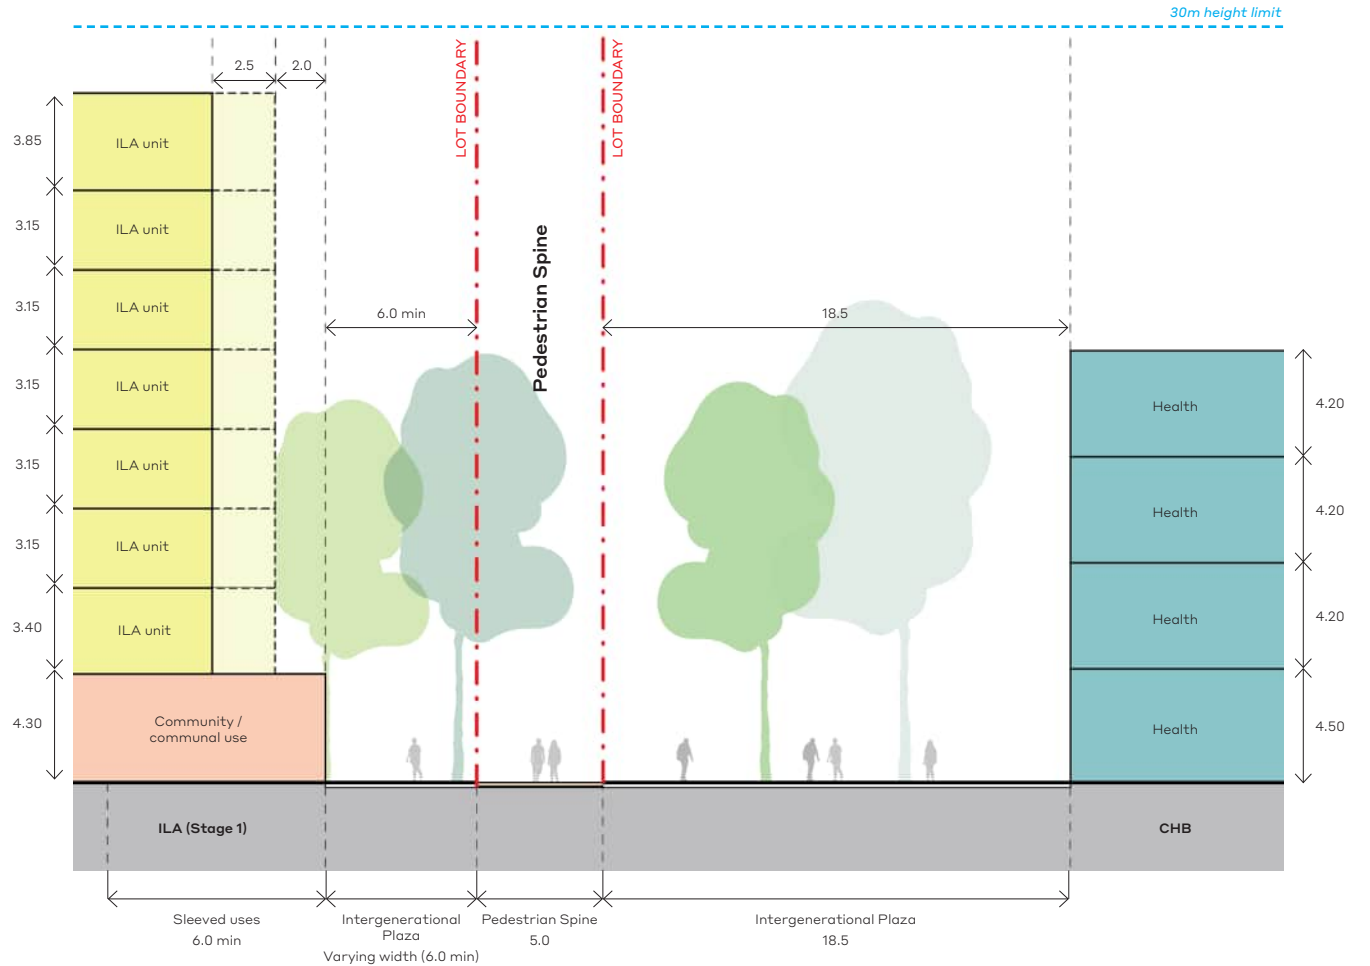 30m height limit
2.5
2.0
LOT BOUNDARY
LOT BOUNDARY
3.85
ILA unit
3.15
ILA unit
3.15
ILA unit
3.15
ILA unit
3.15
ILA unit
3.15
ILA unit
3.40
ILA unit
4.30
Community /
communal use
Pedestrian Spine
6.0 min
18.5
Health
4.20
Health
4.20
Health
4.20
Health
4.50
ILA (Stage 1)
CHB
Sleeved uses
6.0 min
Intergenerational
Plaza
Varying width (6.0 min)
Pedestrian Spine
5.0
Intergenerational Plaza
18.5